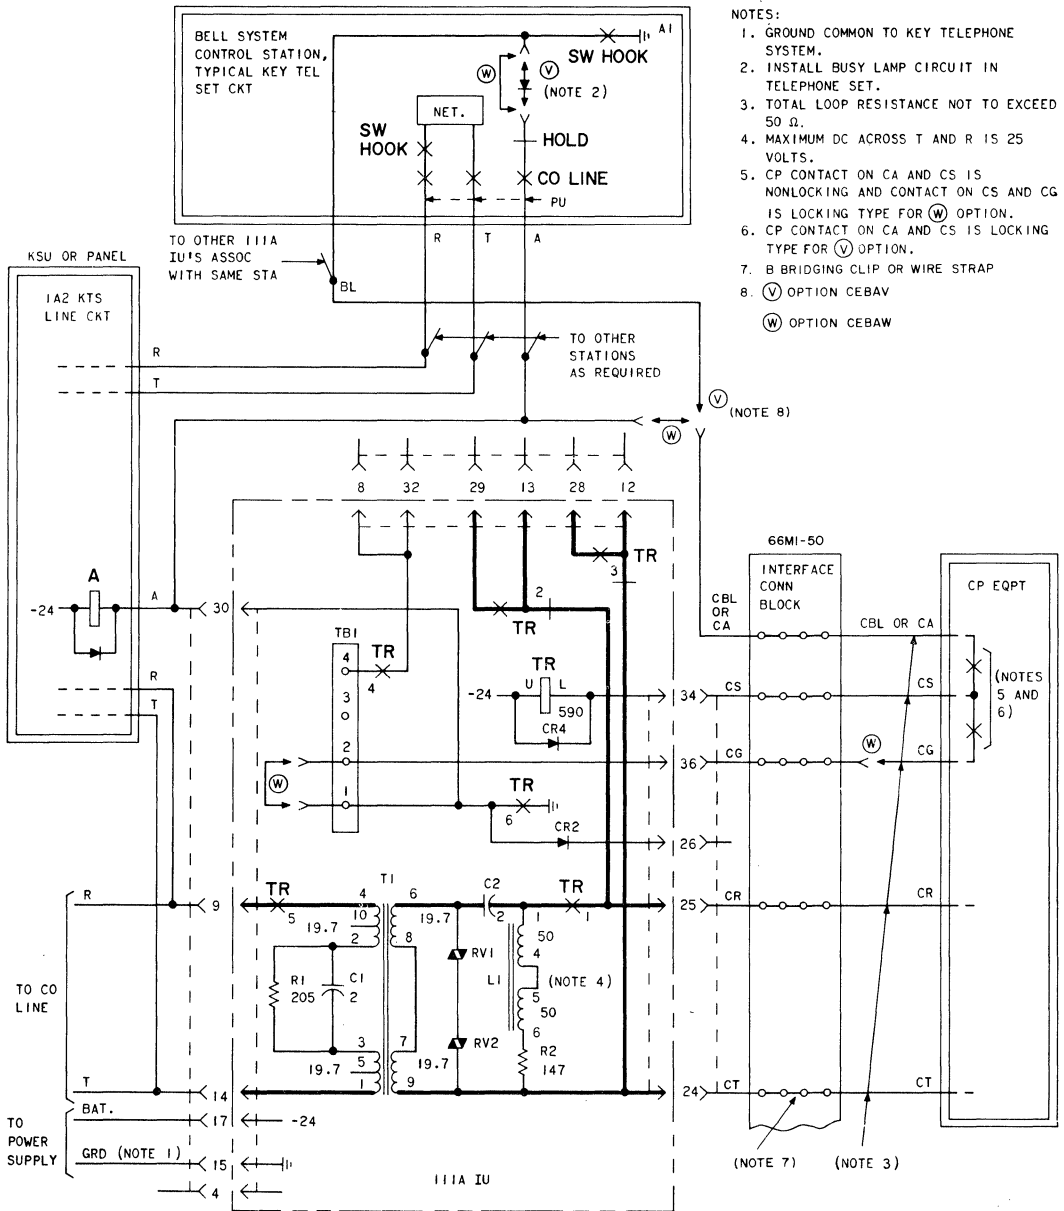 BELL SYSTEM
CONTROL STATION,
TYPICAL KEY TEL
SET CKT
A1
SW HOOK
W
V
(NOTE 2)
NET.
SW
HOOK
HOLD
CO LINE
PU
R
T
A
NOTES:
1. GROUND COMMON TO KEY TELEPHONE
SYSTEM.
2. INSTALL BUSY LAMP CIRCUIT IN
TELEPHONE SET.
3. TOTAL LOOP RESISTANCE NOT TO EXCEED
50 Ω.
4. MAXIMUM DC ACROSS T AND R IS 25
VOLTS.
5. CP CONTACT ON CA AND CS IS
NONLOCKING AND CONTACT ON CS AND CG
IS LOCKING TYPE FOR W OPTION.
6. CP CONTACT ON CA AND CS IS LOCKING
TYPE FOR V OPTION.
7. B BRIDGING CLIP OR WIRE STRAP
8. V OPTION CEBAV
W OPTION CEBAW
TO OTHER 111A
IU'S ASSOC
WITH SAME STA
BL
KSU OR PANEL
1A2 KTS
LINE CKT
R
T
TO OTHER
STATIONS
AS REQUIRED
V
(NOTE 8)
W
8
32
29
13
28
12
A
-24
A
30
R
T
TR
3
2
TR
TB1
4
TR
4
3
2
1
W
TR
-24
U
L
590
CR4
34
CS
36
CG
TR
6
CR2
26
66M1-50
INTERFACE
CONN
BLOCK
CBL
OR
CA
CBL OR CA
CS
W
CG
CP EQPT
(NOTES
5 AND
6)
R
9
TR
5
T1
4
10
19.7
2
6
19.7
8
C2
2
TR
1
1
25
CR
CR
R1
205
C1
2
RV1
50
4
L1
(NOTE 4)
5
50
6
TO CO
LINE
3
5
19.7
1
7
19.7
9
RV2
R2
147
T
14
24
CT
CT
TO
POWER
SUPPLY
BAT.
17
-24
GRD (NOTE 1)
15
4
111A IU
(NOTE 7)
(NOTE 3)